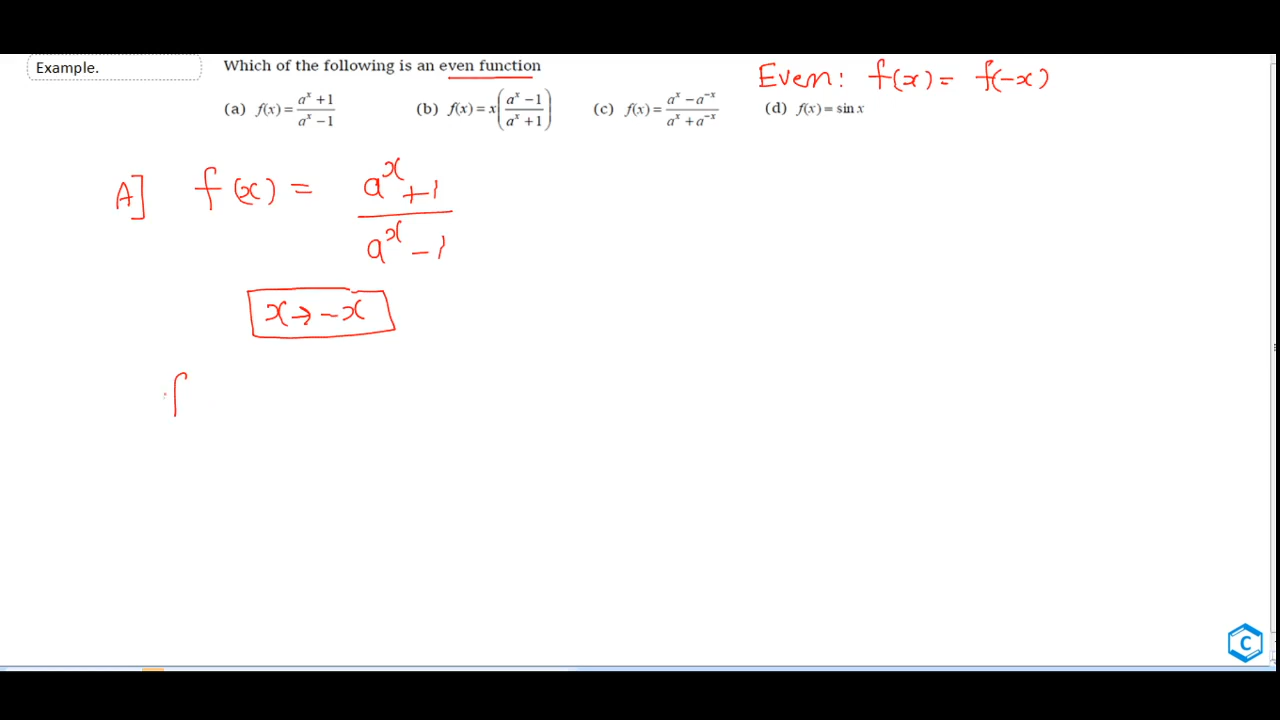 Example. Which of the following is an even function Even: f(x) = f(-x)
(a) f(x) = (a^x + 1)/(a^x − 1) (b) f(x) = x((a^x − 1)/(a^x + 1)) (c) f(x) = (a^x − a^−x)/(a^x + a^−x) (d) f(x) = sin x
A] f(x) = (a^x + 1)/(a^x − 1)
x → −x
f
C